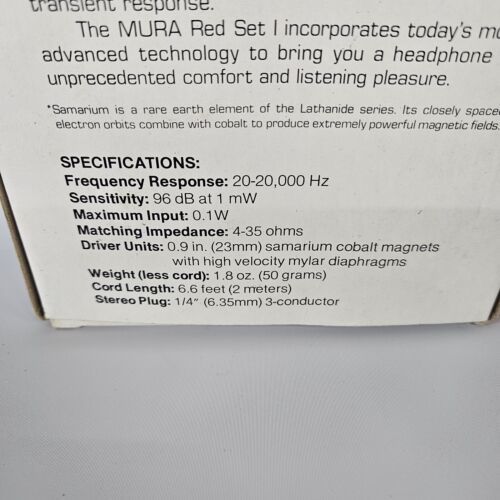 transient response.
The MURA Red Set I incorporates today's
advanced technology to bring you a headphone
unprecedented comfort and listening pleasure.
*Samarium is a rare earth element of the Lathanide series. Its closely
electron orbits combine with cobalt to produce extremely powerful magnetic fields.
SPECIFICATIONS:
Frequency Response: 20-20,000 Hz
Sensitivity: 96 dB at 1 mW
Maximum Input: 0.1W
Matching Impedance: 4-35 ohms
Driver Units: 0.9 in. (23mm) samarium cobalt magnets
with high velocity mylar diaphragms
Weight (less cord): 1.8 oz. (50 grams)
Cord Length: 6.6 feet (2 meters)
Stereo Plug: 1/4" (6.35mm) 3-conductor